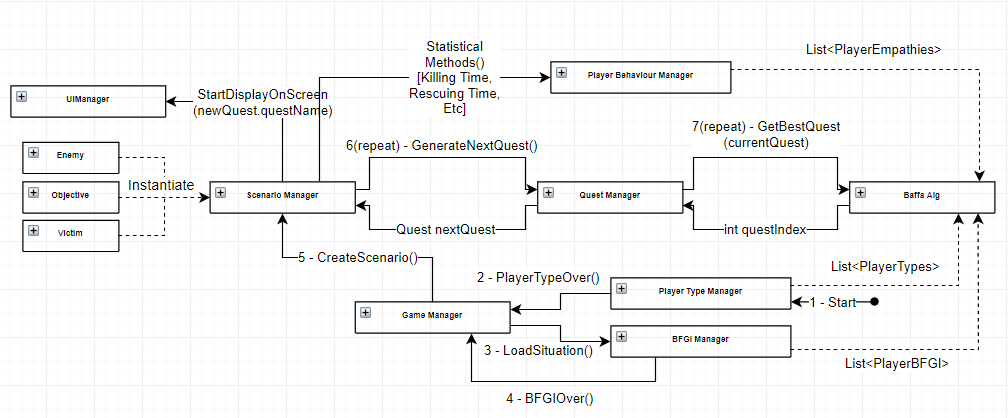 Statistical
Methods()
[Killing Time,
Rescuing Time,
Etc]
List<PlayerEmpathies>
Player Behaviour Manager
UIManager
StartDisplayOnScreen
(newQuest.questName)
7(repeat) - GetBestQuest
(currentQuest)
6(repeat) - GenerateNextQuest()
Enemy
Instantiate
Objective
Scenario Manager
Quest Manager
Baffa Alg
Victim
Quest nextQuest
int questIndex
5 - CreateScenario()
List<PlayerTypes>
2 - PlayerTypeOver()
Player Type Manager
1 - Start
Game Manager
BFGI Manager
3 - LoadSituation()
List<PlayerBFGI>
4 - BFGIOver()